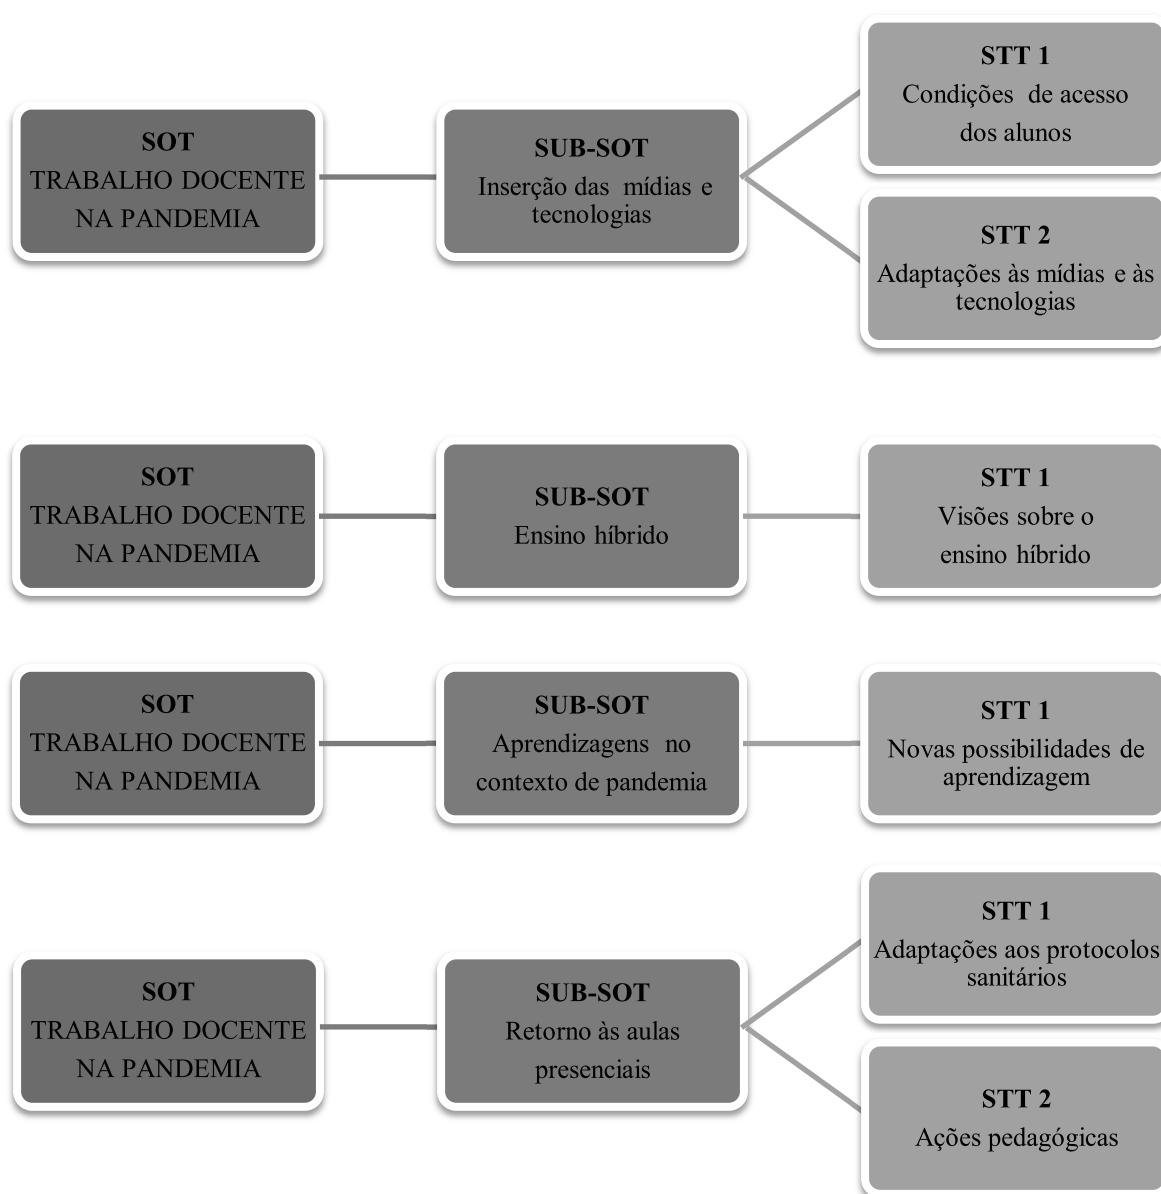 SOT
TRABALHO DOCENTE
NA PANDEMIA
SUB-SOT
Inserção das mídias e
tecnologias
STT 1
Condições de acesso
dos alunos
STT 2
Adaptações às mídias e às
tecnologias
SOT
TRABALHO DOCENTE
NA PANDEMIA
SUB-SOT
Ensino híbrido
STT 1
Visões sobre o
ensino híbrido
SOT
TRABALHO DOCENTE
NA PANDEMIA
SUB-SOT
Aprendizagens no
contexto de pandemia
STT 1
Novas possibilidades de
aprendizagem
SOT
TRABALHO DOCENTE
NA PANDEMIA
SUB-SOT
Retorno às aulas
presenciais
STT 1
Adaptações aos protocolos
sanitários
STT 2
Ações pedagógicas